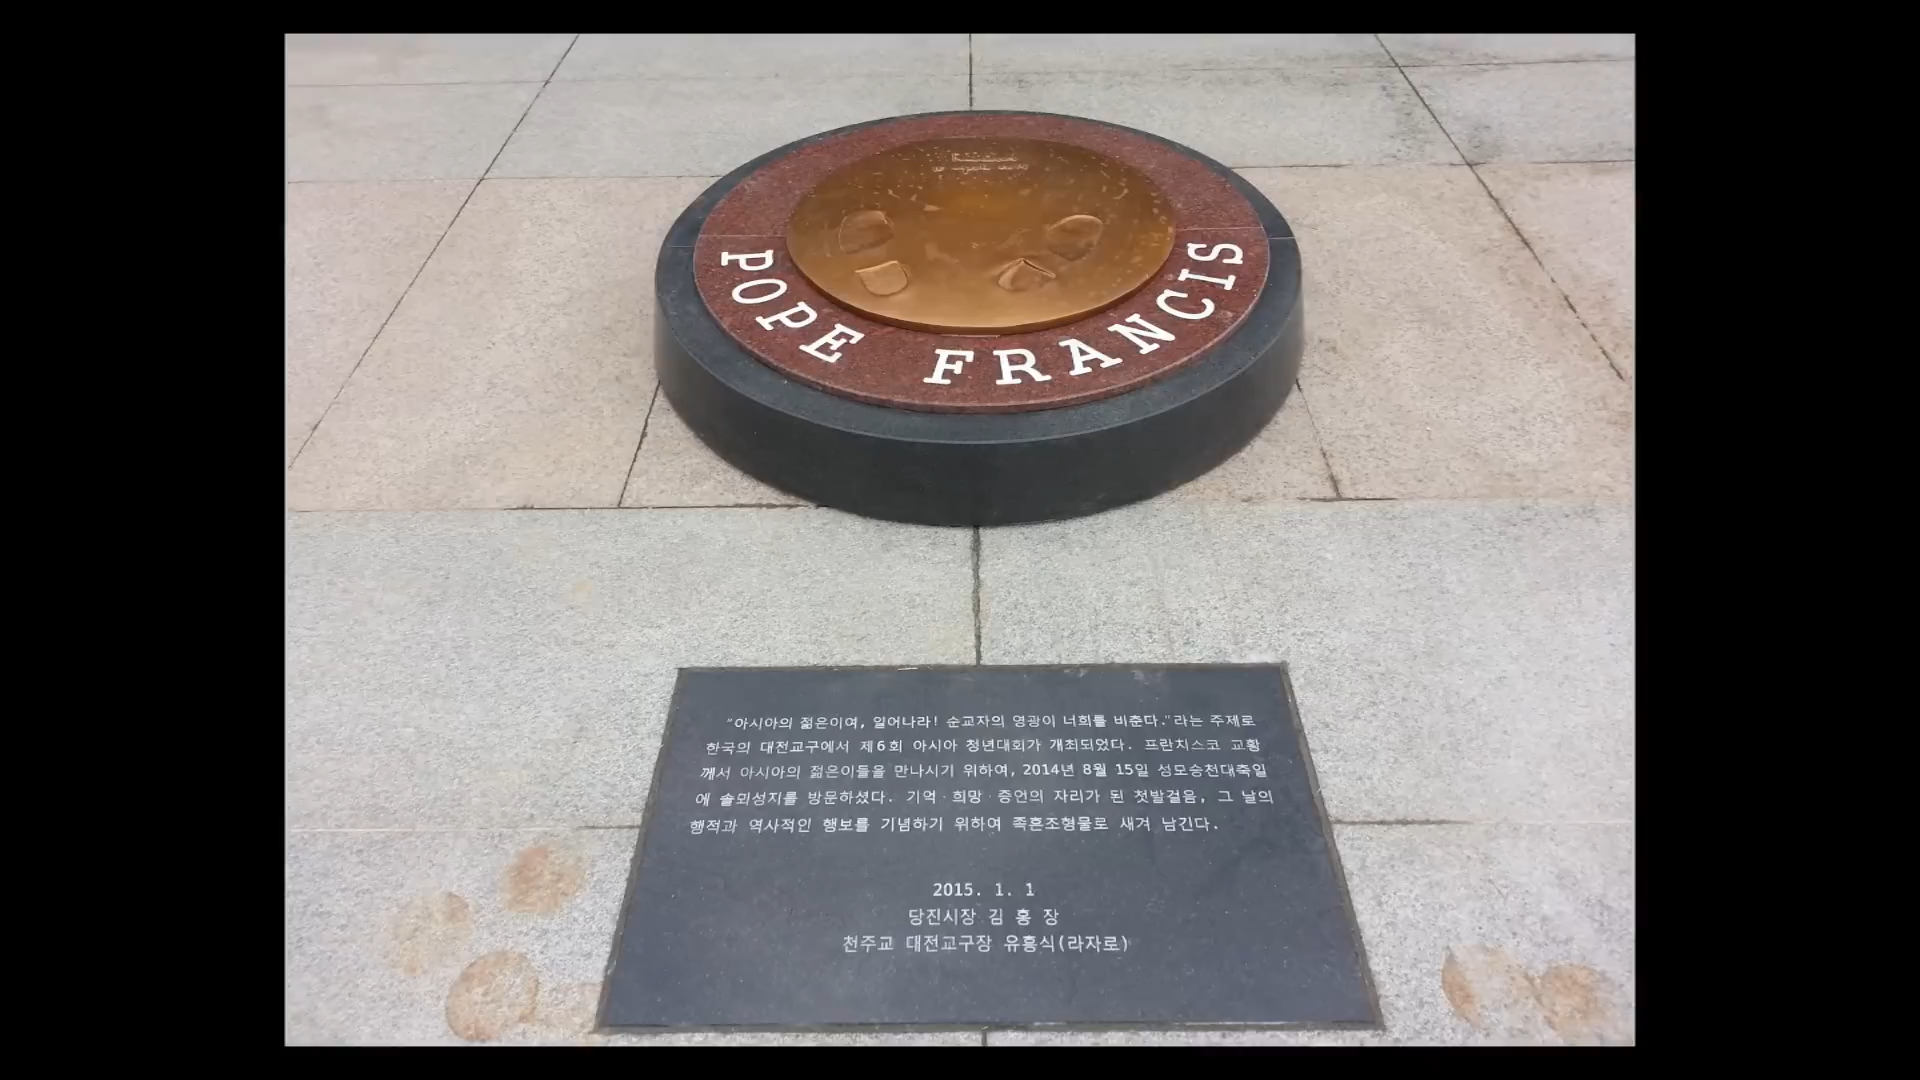 POPE FRANCIS
"아시아의 젊은이여, 일어나라! 순교자의 영광이 너희를 비춘다."라는 주제로
한국의 대전교구에서 제6회 아시아 청년대회가 개최되었다. 프란치스코 교황
께서 아시아의 젊은이들을 만나시기 위하여, 2014년 8월 15일 성모승천대축일
에 솔뫼성지를 방문하셨다. 기억·희망·증언의 자리가 된 첫발걸음, 그 날의
행적과 역사적인 행보를 기념하기 위하여 족흔조형물로 새겨 남긴다.
2015. 1. 1
당진시장 김 홍 장
천주교 대전교구장 유흥식(라자로)